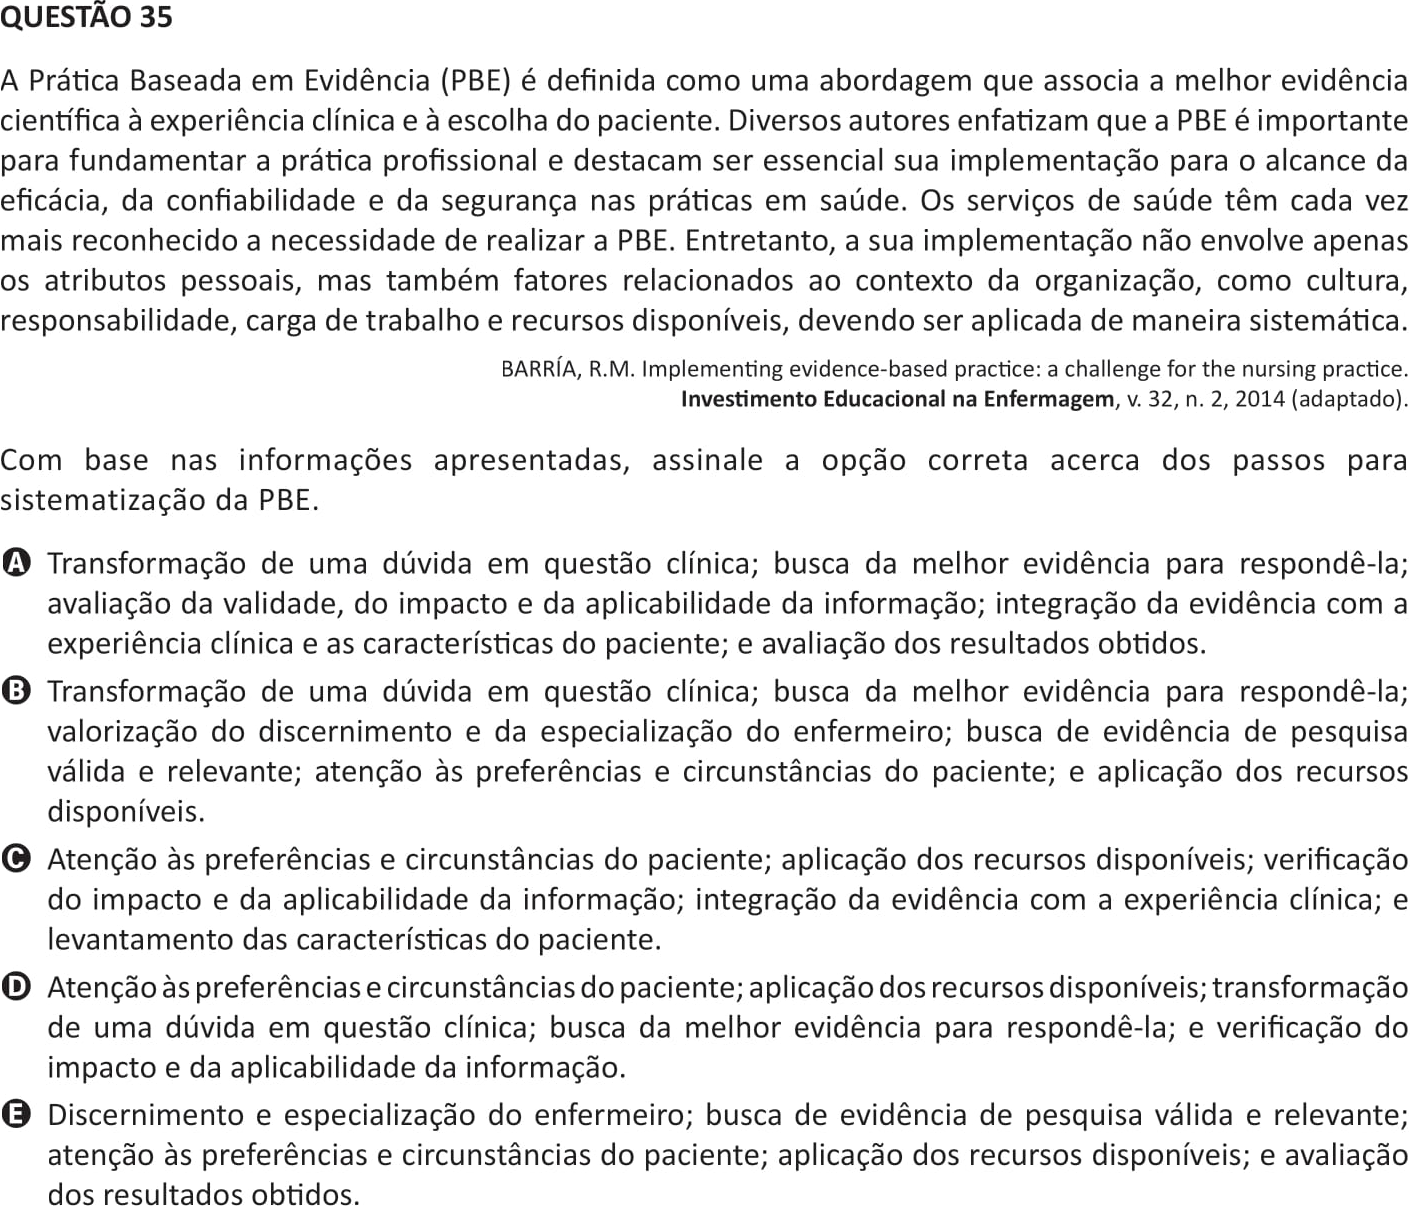 QUESTÃO 35
A Prática Baseada em Evidência (PBE) é definida como uma abordagem que associa a melhor evidência
científica à experiência clínica e à escolha do paciente. Diversos autores enfatizam que a PBE é importante
para fundamentar a prática profissional e destacam ser essencial sua implementação para o alcance da
eficácia, da confiabilidade e da segurança nas práticas em saúde. Os serviços de saúde têm cada vez
mais reconhecido a necessidade de realizar a PBE. Entretanto, a sua implementação não envolve apenas
os atributos pessoais, mas também fatores relacionados ao contexto da organização, como cultura,
responsabilidade, carga de trabalho e recursos disponíveis, devendo ser aplicada de maneira sistemática.
BARRÍA, R.M. Implementing evidence-based practice: a challenge for the nursing practice.
Investimento Educacional na Enfermagem, v. 32, n. 2, 2014 (adaptado).
Com base nas informações apresentadas, assinale a opção correta acerca dos passos para
sistematização da PBE.
A Transformação de uma dúvida em questão clínica; busca da melhor evidência para respondê-la;
avaliação da validade, do impacto e da aplicabilidade da informação; integração da evidência com a
experiência clínica e as características do paciente; e avaliação dos resultados obtidos.
B Transformação de uma dúvida em questão clínica; busca da melhor evidência para respondê-la;
valorização do discernimento e da especialização do enfermeiro; busca de evidência de pesquisa
válida e relevante; atenção às preferências e circunstâncias do paciente; e aplicação dos recursos
disponíveis.
C Atenção às preferências e circunstâncias do paciente; aplicação dos recursos disponíveis; verificação
do impacto e da aplicabilidade da informação; integração da evidência com a experiência clínica; e
levantamento das características do paciente.
D Atenção às preferências e circunstâncias do paciente; aplicação dos recursos disponíveis; transformação
de uma dúvida em questão clínica; busca da melhor evidência para respondê-la; e verificação do
impacto e da aplicabilidade da informação.
E Discernimento e especialização do enfermeiro; busca de evidência de pesquisa válida e relevante;
atenção às preferências e circunstâncias do paciente; aplicação dos recursos disponíveis; e avaliação
dos resultados obtidos.